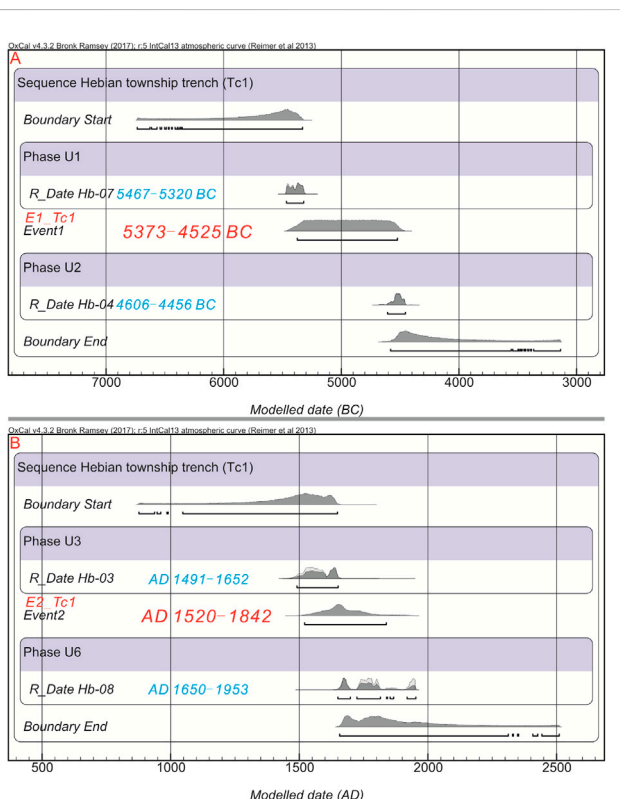 OxCal v4.3.2 Bronk Ramsey (2017); r:5 IntCal13 atmospheric curve (Reimer et al 2013)
A
Sequence Hebian township trench (Tc1)
Boundary Start
Phase U1
R_Date Hb-07 5467-5320 BC
E1_Tc1
Event1 5373-4525 BC
Phase U2
R_Date Hb-04 4606-4456 BC
Boundary End
7000 6000 5000 4000 3000
Modelled date (BC)
OxCal v4.3.2 Bronk Ramsey (2017); r:5 IntCal13 atmospheric curve (Reimer et al 2013)
B
Sequence Hebian township trench (Tc1)
Boundary Start
Phase U3
R_Date Hb-03 AD 1491-1652
E2_Tc1
Event2 AD 1520-1842
Phase U6
R_Date Hb-08 AD 1650-1953
Boundary End
500 1000 1500 2000 2500
Modelled date (AD)